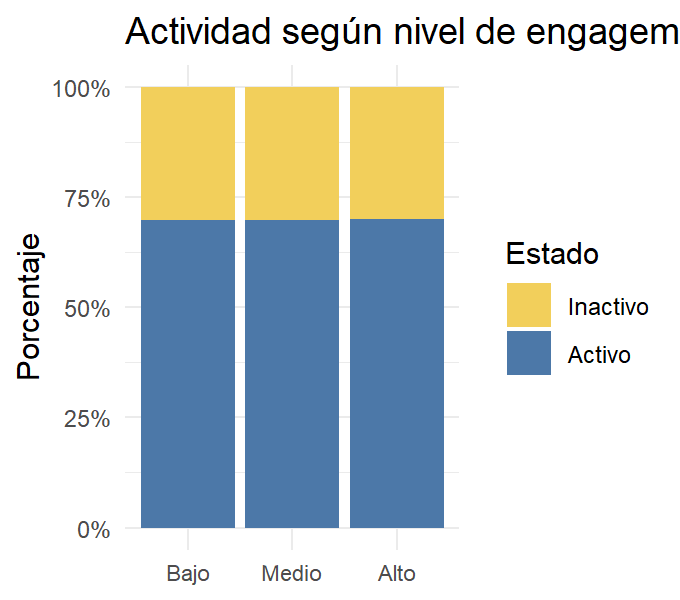 Actividad según nivel de engagem
100%
75%
50%
25%
0%
Porcentaje
Bajo Medio Alto
Estado
Inactivo
Activo